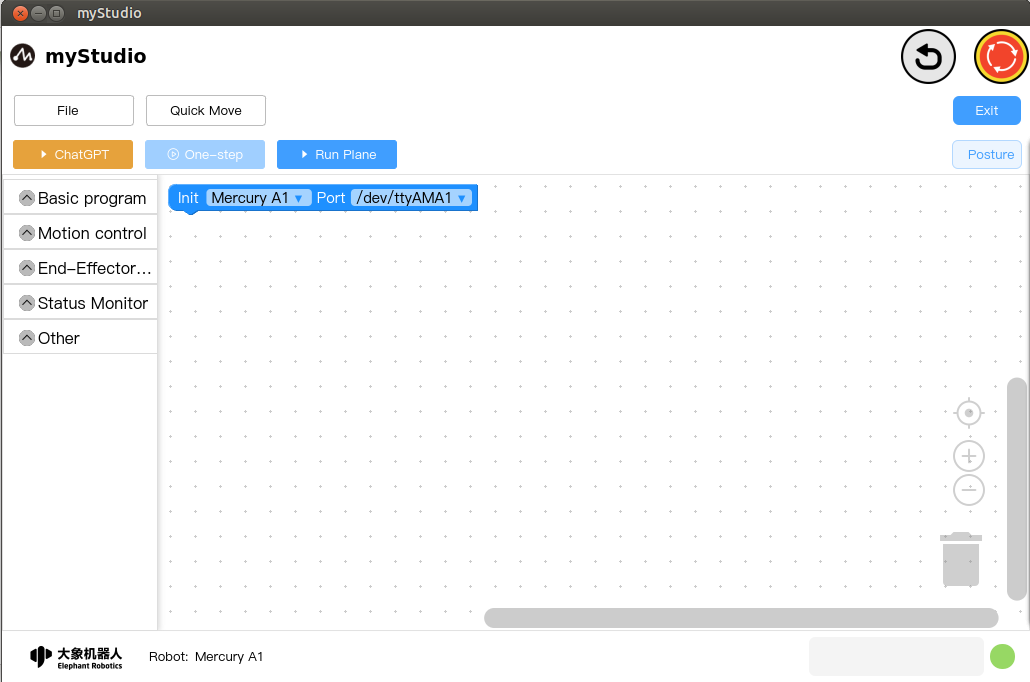 myStudio
myStudio
File
Quick Move
Exit
ChatGPT
One-step
Run Plane
Posture
Basic program
Motion control
End-Effector...
Status Monitor
Other
Init Mercury A1 Port /dev/ttyAMA1
大象机器人
Elephant Robotics
Robot: Mercury A1